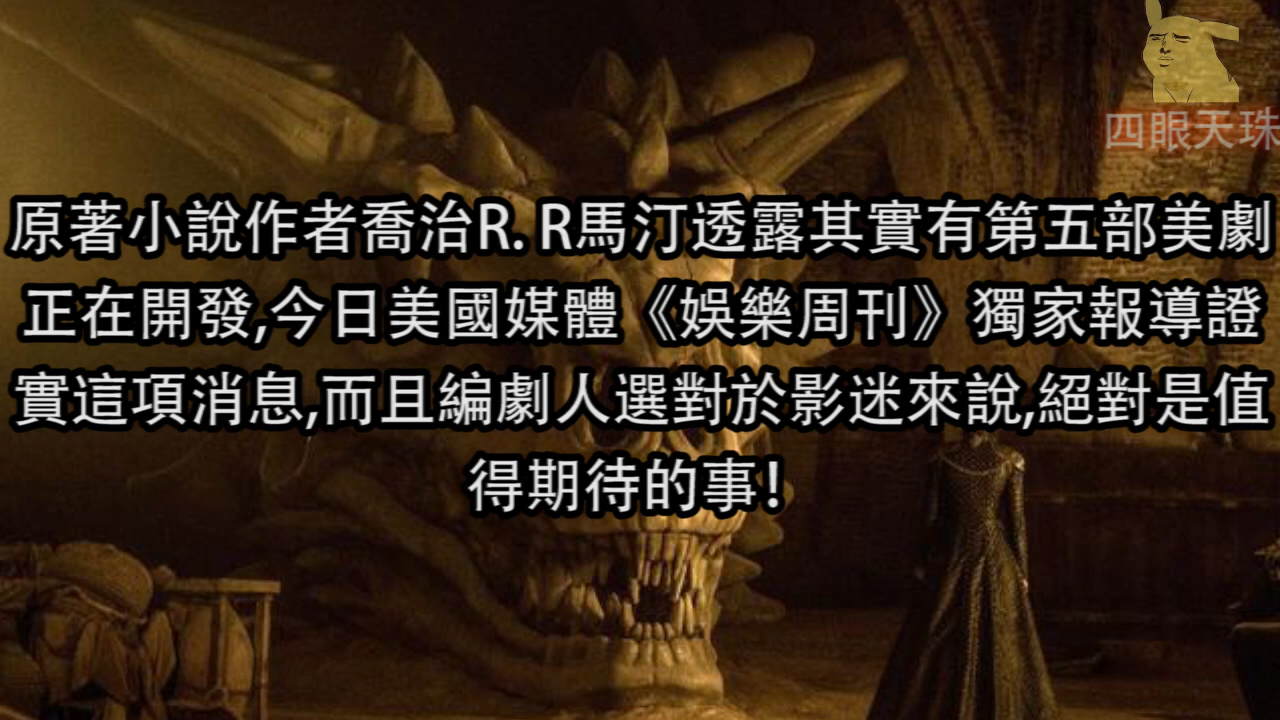 四眼天珠
原著小說作者喬治R.R馬汀透露其實有第五部美劇
正在開發,今日美國媒體《娛樂周刊》獨家報導證
實這項消息,而且編劇人選對於影迷來說,絕對是值
得期待的事!